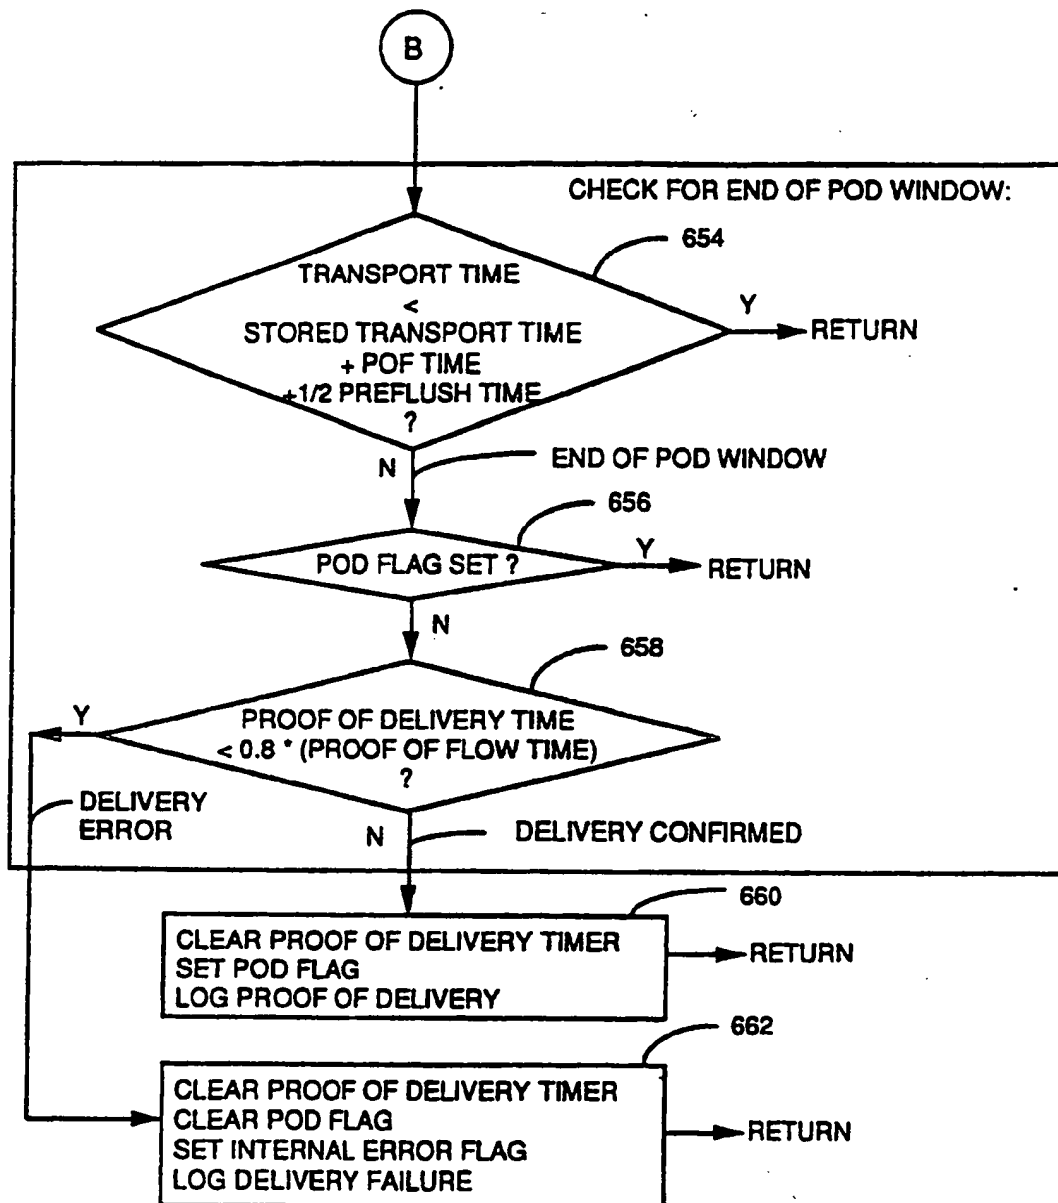 B
CHECK FOR END OF POD WINDOW:
654
TRANSPORT TIME
<
STORED TRANSPORT TIME
+ POF TIME
+1/2 PREFLUSH TIME
?
Y
RETURN
N
END OF POD WINDOW
656
POD FLAG SET ?
Y
RETURN
N
658
PROOF OF DELIVERY TIME
< 0.8 * (PROOF OF FLOW TIME)
?
Y
DELIVERY
ERROR
N
DELIVERY CONFIRMED
660
CLEAR PROOF OF DELIVERY TIMER
SET POD FLAG
LOG PROOF OF DELIVERY
RETURN
662
CLEAR PROOF OF DELIVERY TIMER
CLEAR POD FLAG
SET INTERNAL ERROR FLAG
LOG DELIVERY FAILURE
RETURN